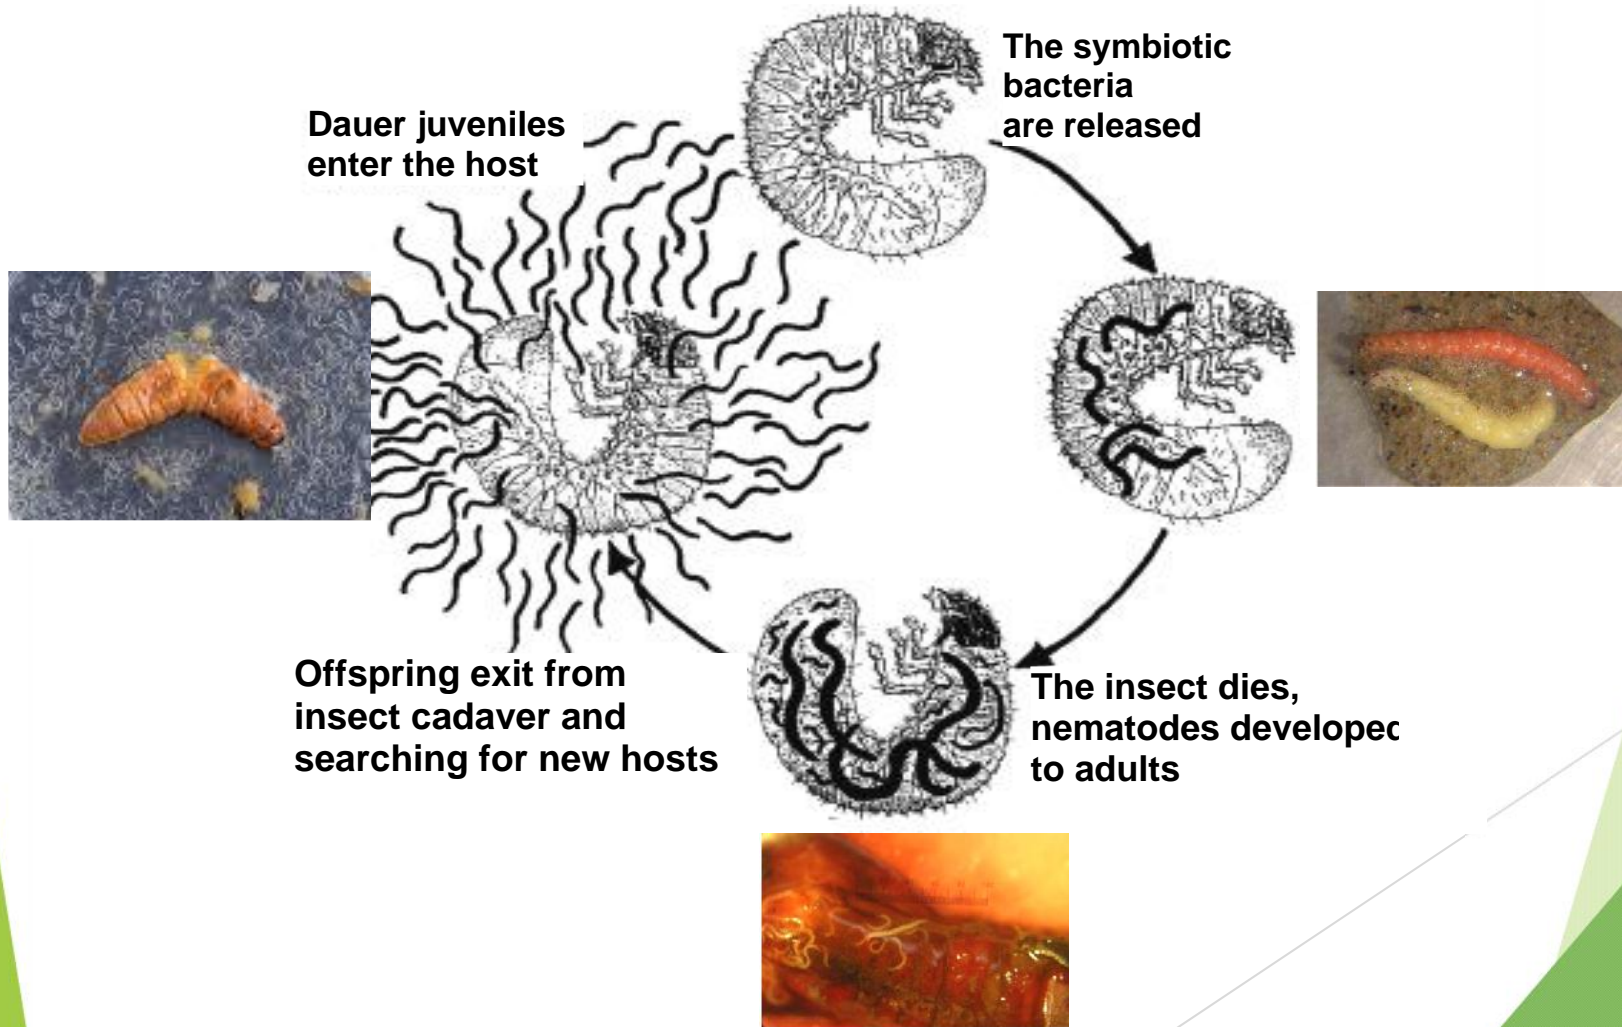 The symbiotic
bacteria
are released
Dauer juveniles
enter the host
Offspring exit from
insect cadaver and
searching for new hosts
The insect dies,
nematodes developed
to adults